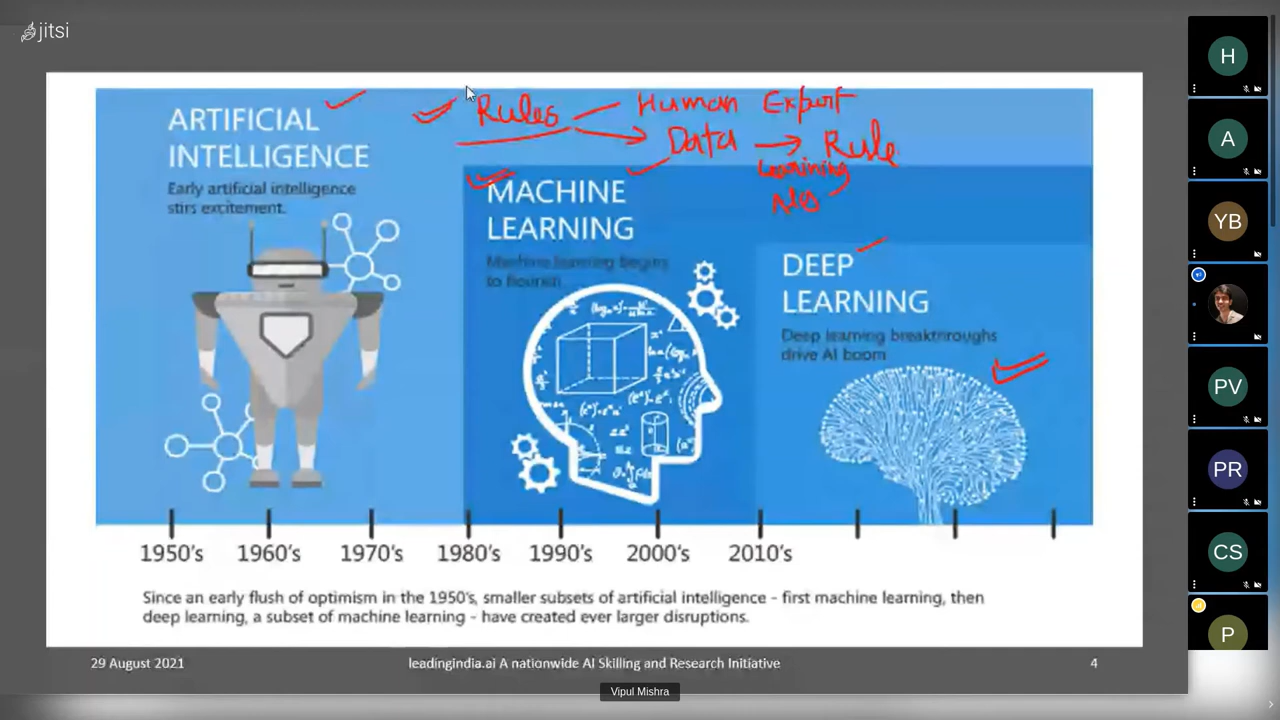 jitsi
Rules Human Expert
Data → Rule
Learining
Alg
ARTIFICIAL
INTELLIGENCE
Early artificial intelligence
stirs excitement.
MACHINE
LEARNING
Machine learning begins
to flourish.
DEEP
LEARNING
Deep learning breakthroughs
drive AI boom
1950's 1960's 1970's 1980's 1990's 2000's 2010's
Since an early flush of optimism in the 1950's, smaller subsets of artificial intelligence - first machine learning, then
deep learning, a subset of machine learning - have created ever larger disruptions.
29 August 2021 leadingindia.ai A nationwide AI Skilling and Research Initiative 4
Vipul Mishra
H
A
YB
PV
PR
CS
P